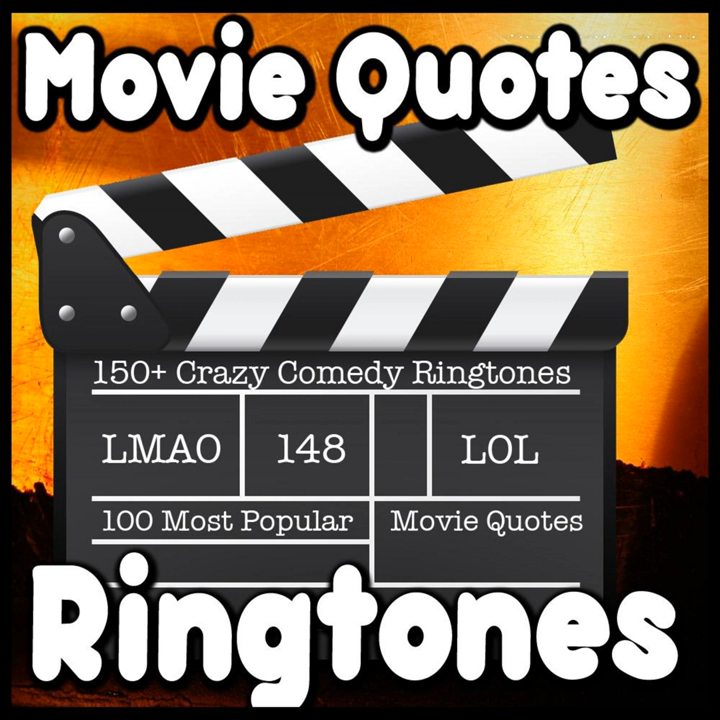 Movie Quotes
150+ Crazy Comedy Ringtones
LMAO 148 LOL
100 Most Popular Movie Quotes
Ringtones